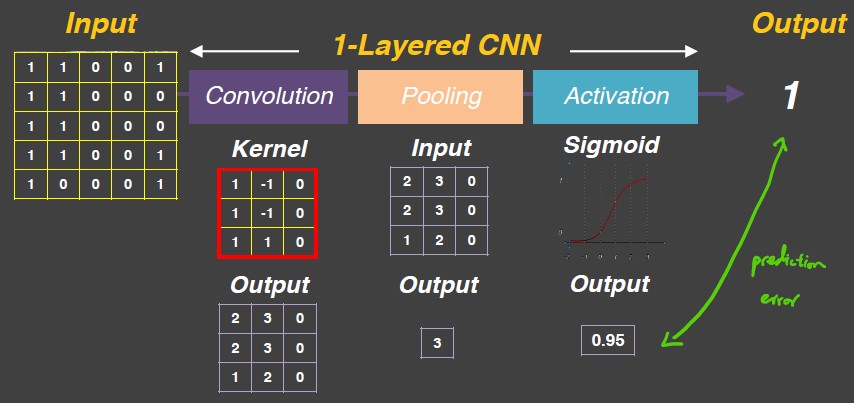 Input
1-Layered CNN
Output
1 1 0 0 1
1 1 0 0 0
1 1 0 0 0
1 1 0 0 1
1 0 0 0 1
Convolution
Pooling
Activation
1
Kernel
1 -1 0
1 -1 0
1 1 0
Output
2 3 0
2 3 0
1 2 0
Input
2 3 0
2 3 0
1 2 0
Output
3
Sigmoid
Output
0.95
prediction
error